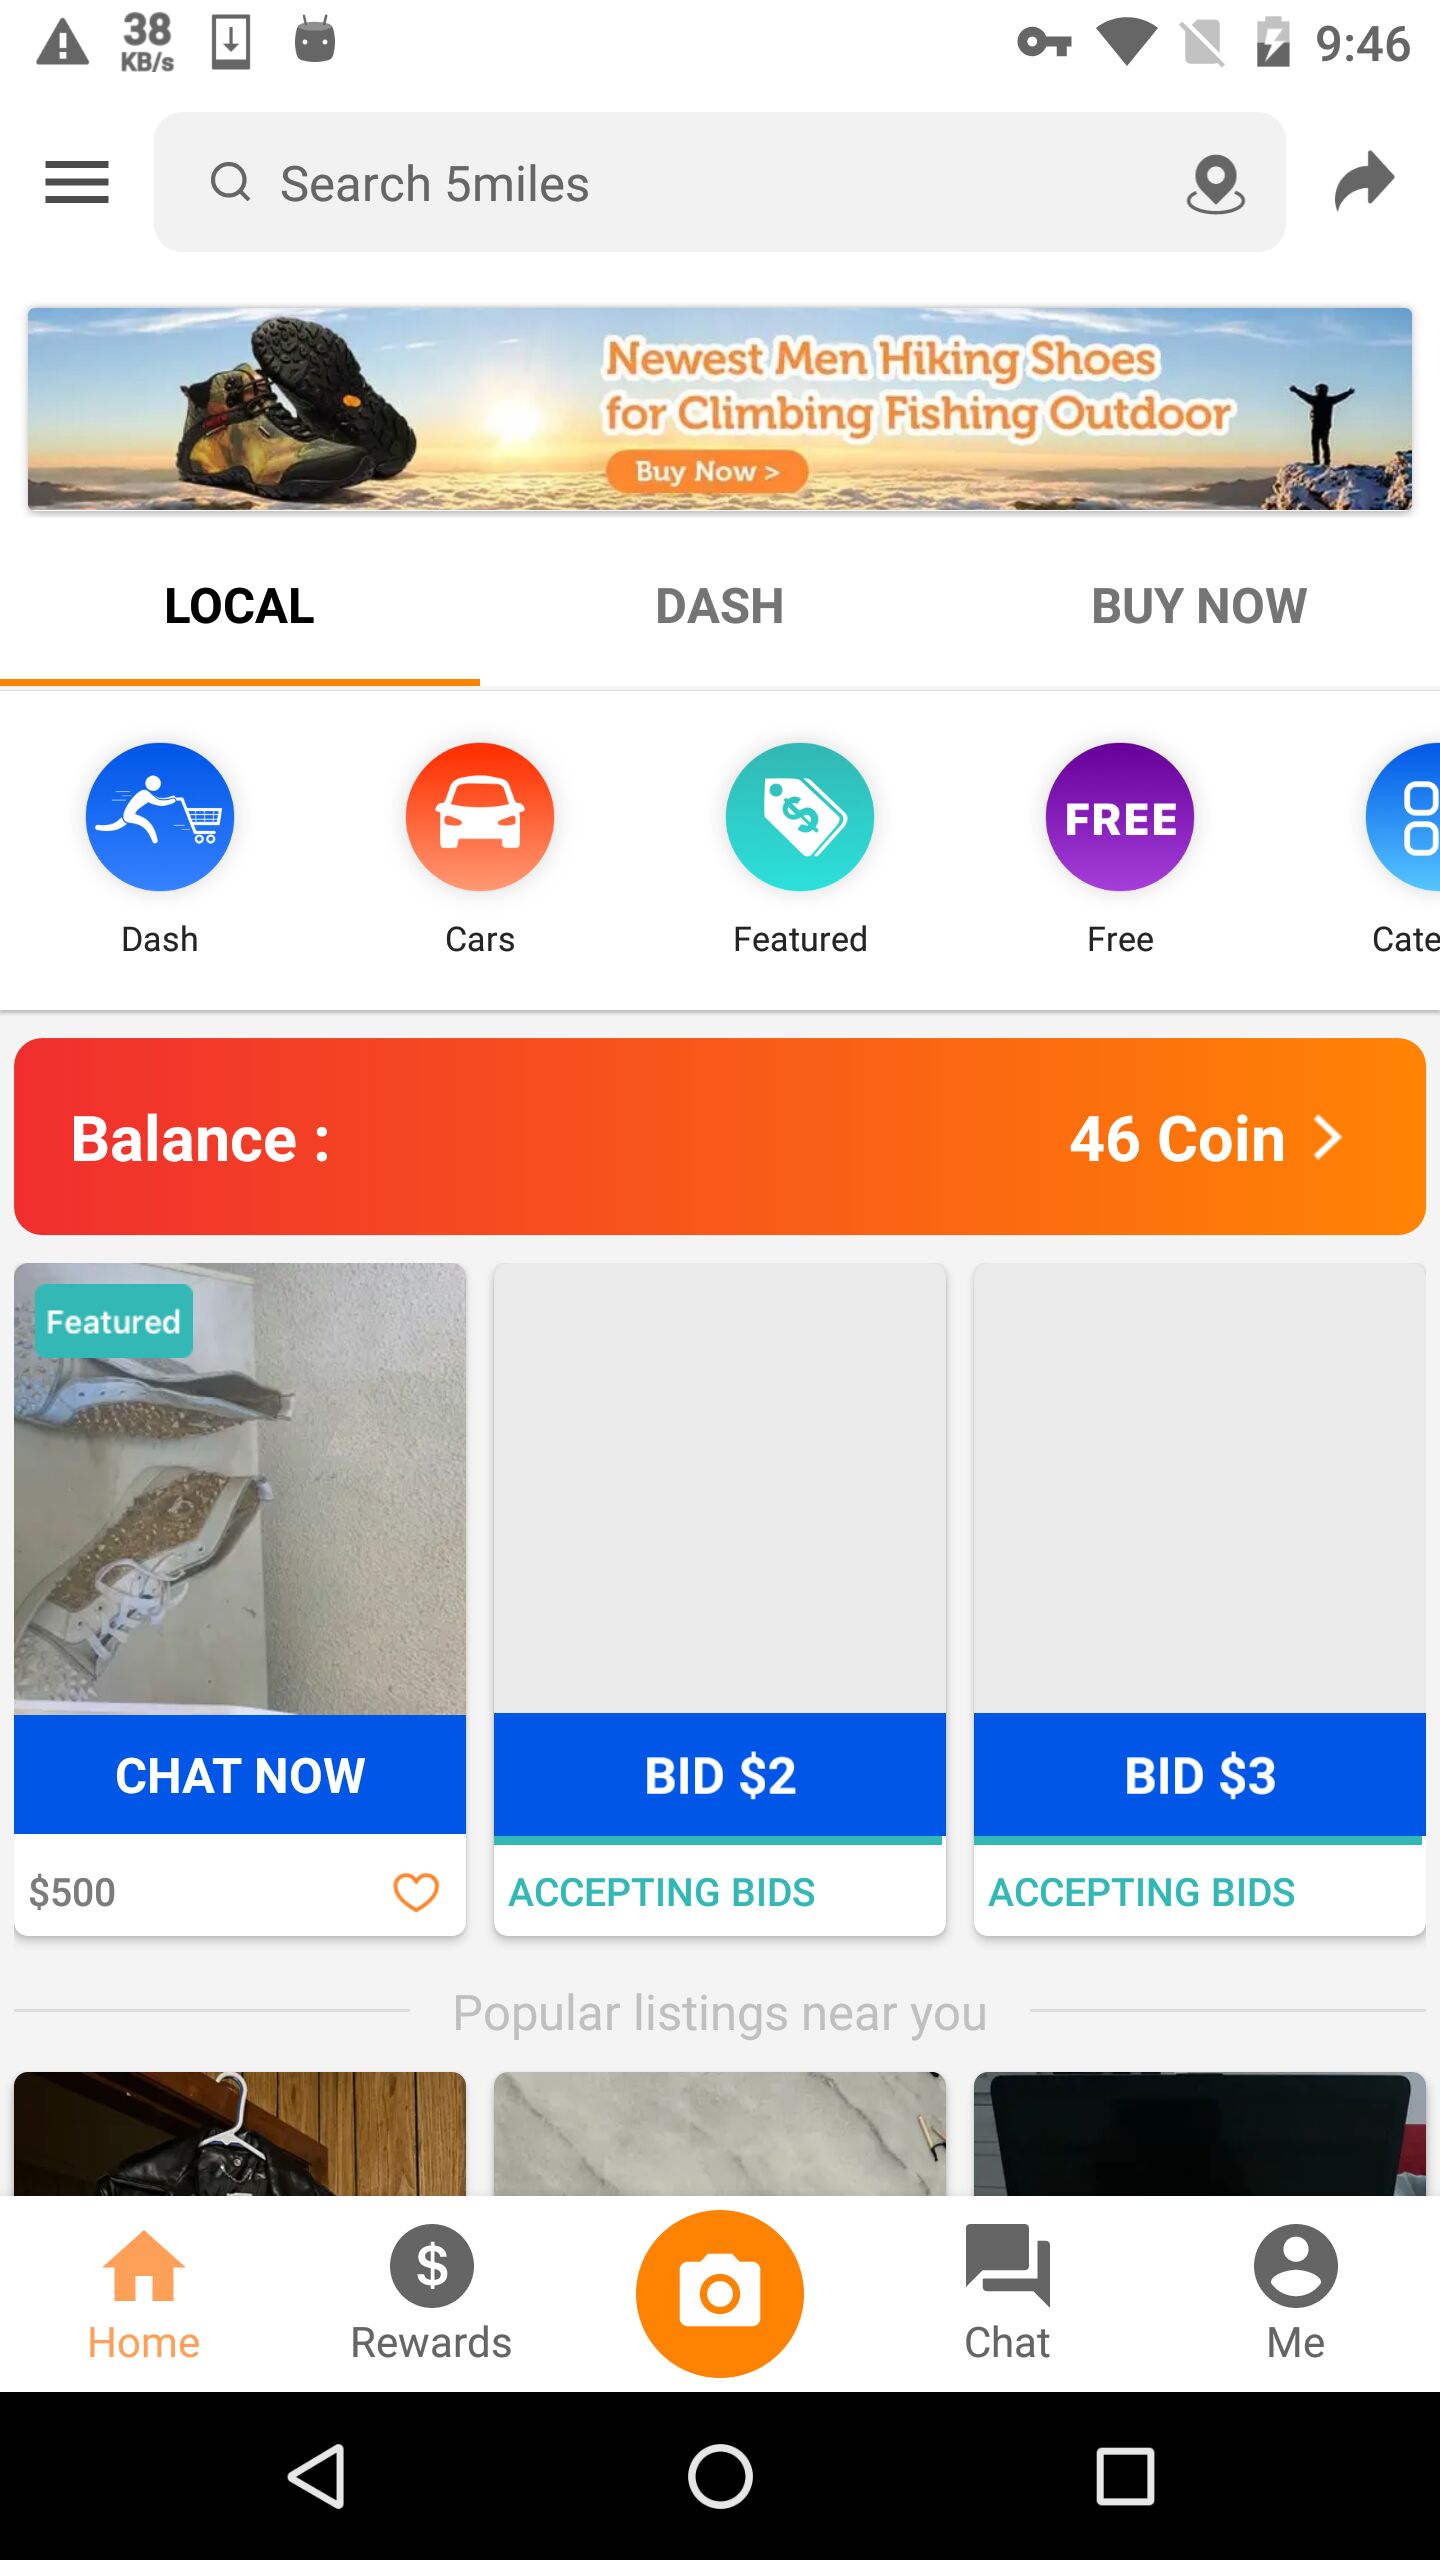 38
KB/s
9:46
Search 5miles
Newest Men Hiking Shoes
for Climbing Fishing Outdoor
Buy Now >
LOCAL
DASH
BUY NOW
FREE
Dash
Cars
Featured
Free
Cate
Balance :
46 Coin
Featured
CHAT NOW
BID $2
BID $3
$500
ACCEPTING BIDS
ACCEPTING BIDS
Popular listings near you
Home
Rewards
Chat
Me